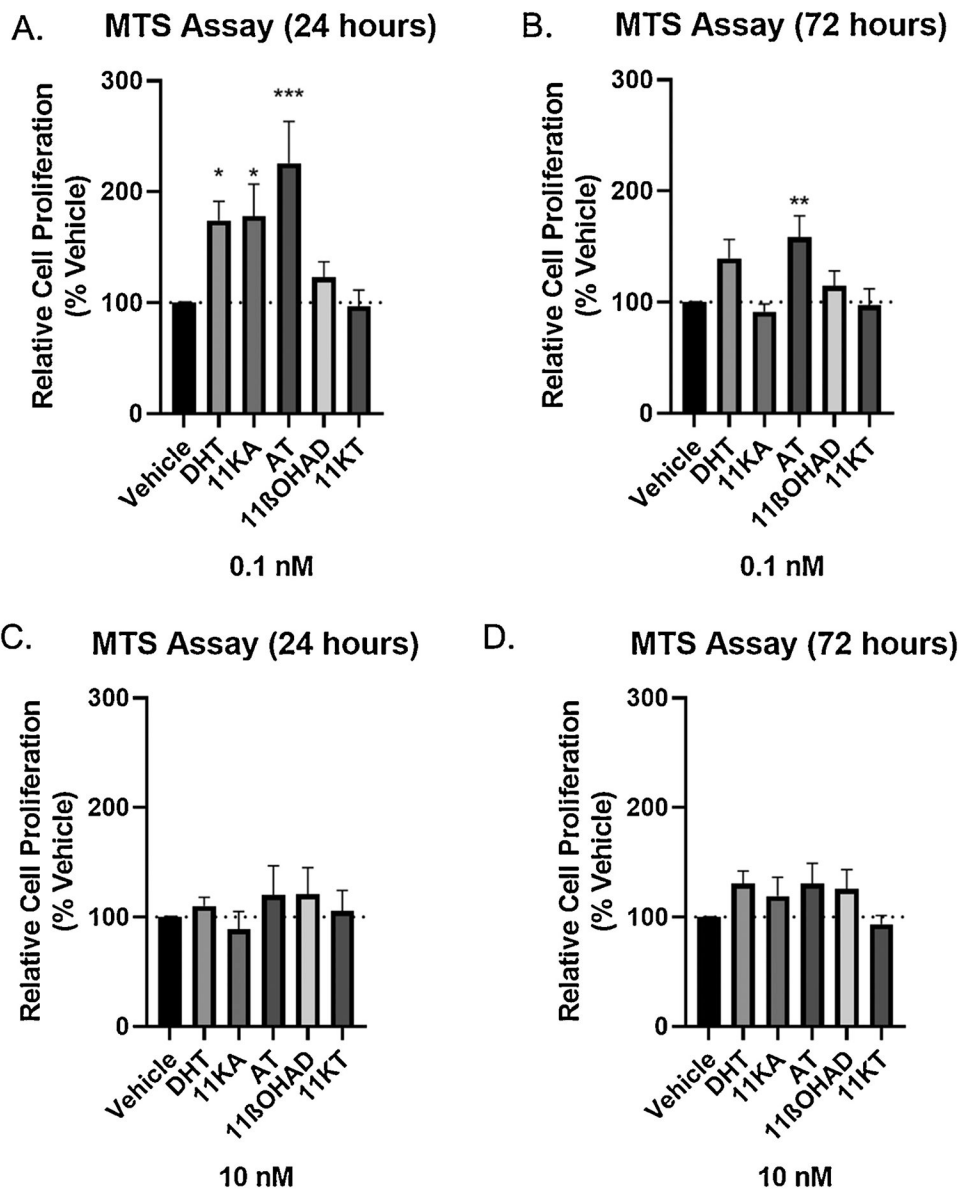 A.
MTS Assay (24 hours)
Relative Cell Proliferation
(% Vehicle)
300
200
100
0
*
*
***
Vehicle
DHT
11KA
AT
11ßOHAD
11KT
0.1 nM
B.
MTS Assay (72 hours)
Relative Cell Proliferation
(% Vehicle)
300
200
100
0
**
Vehicle
DHT
11KA
AT
11ßOHAD
11KT
0.1 nM
C.
MTS Assay (24 hours)
Relative Cell Proliferation
(% Vehicle)
300
200
100
0
Vehicle
DHT
11KA
AT
11ßOHAD
11KT
10 nM
D.
MTS Assay (72 hours)
Relative Cell Proliferation
(% Vehicle)
300
200
100
0
Vehicle
DHT
11KA
AT
11ßOHAD
11KT
10 nM